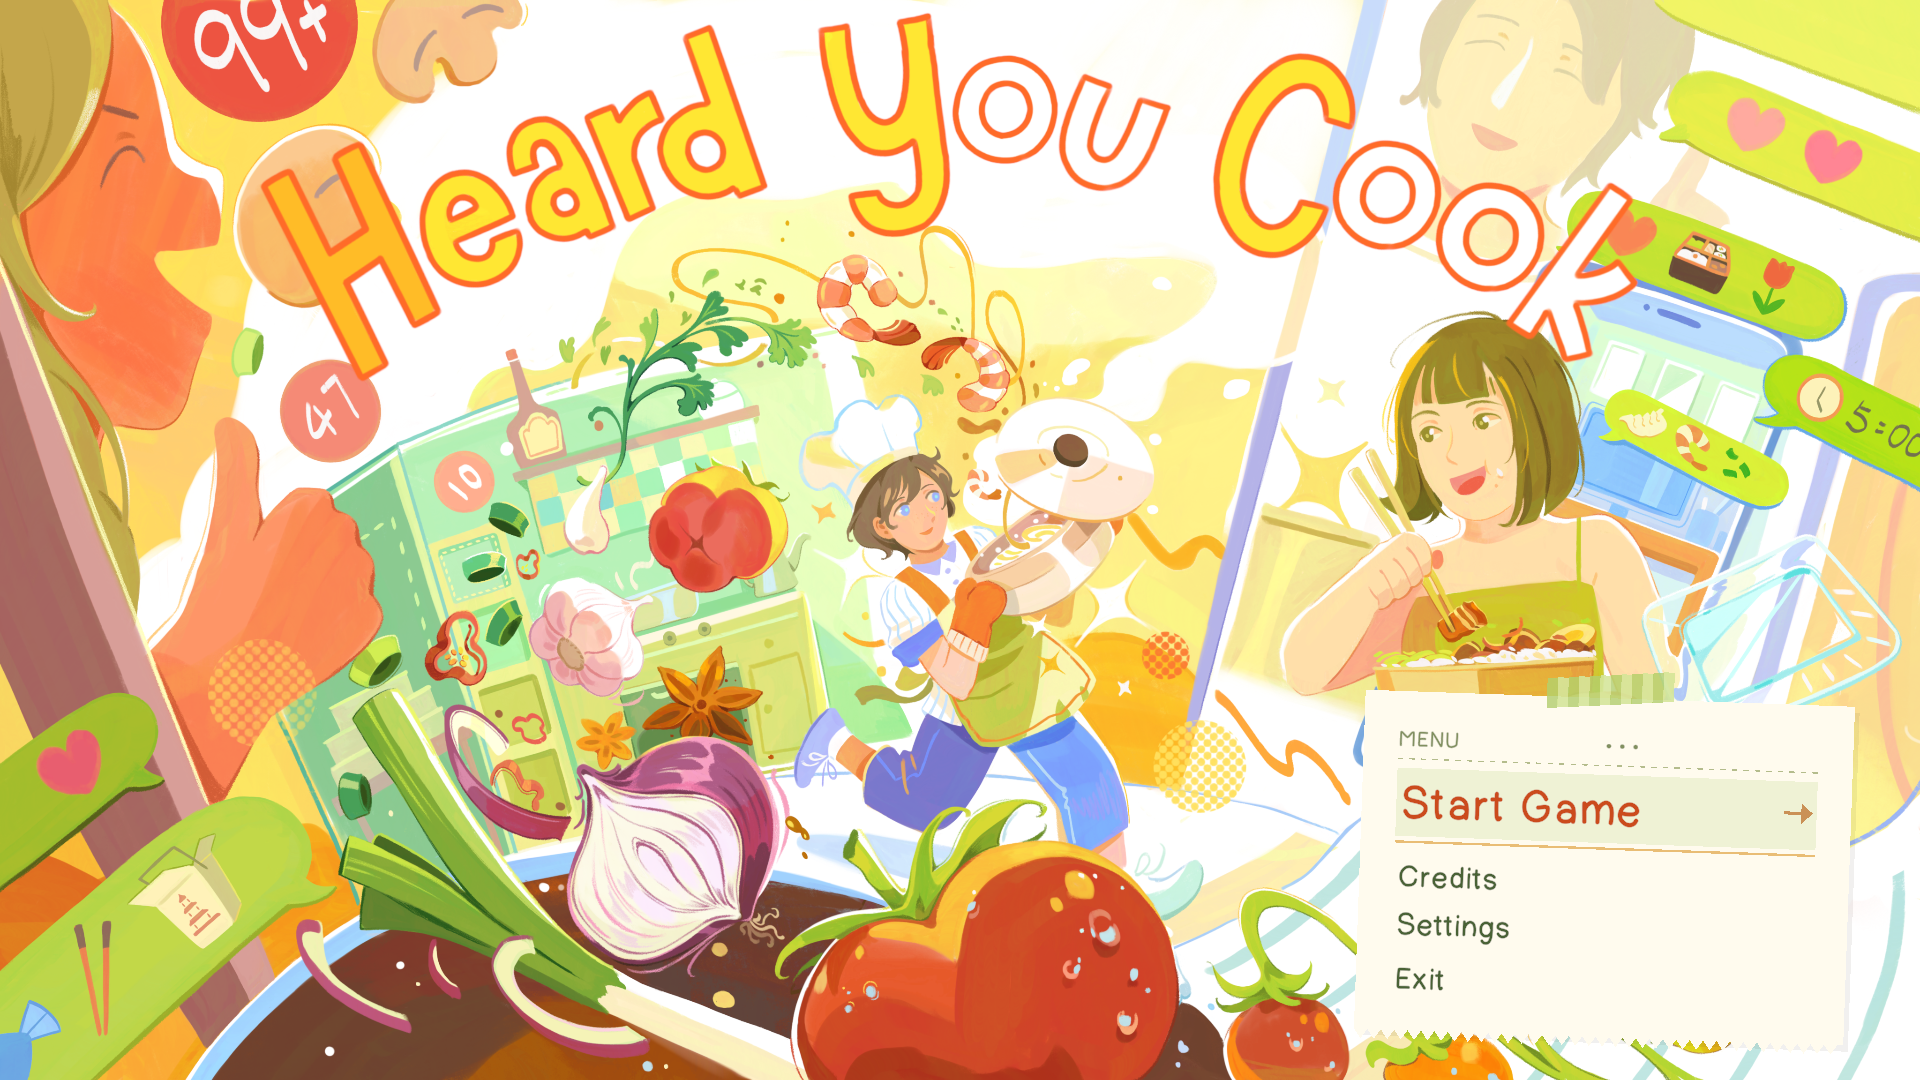 99+
Heard You Cook
47
10
5:00
MENU
...
Start Game
Credits
Settings
Exit